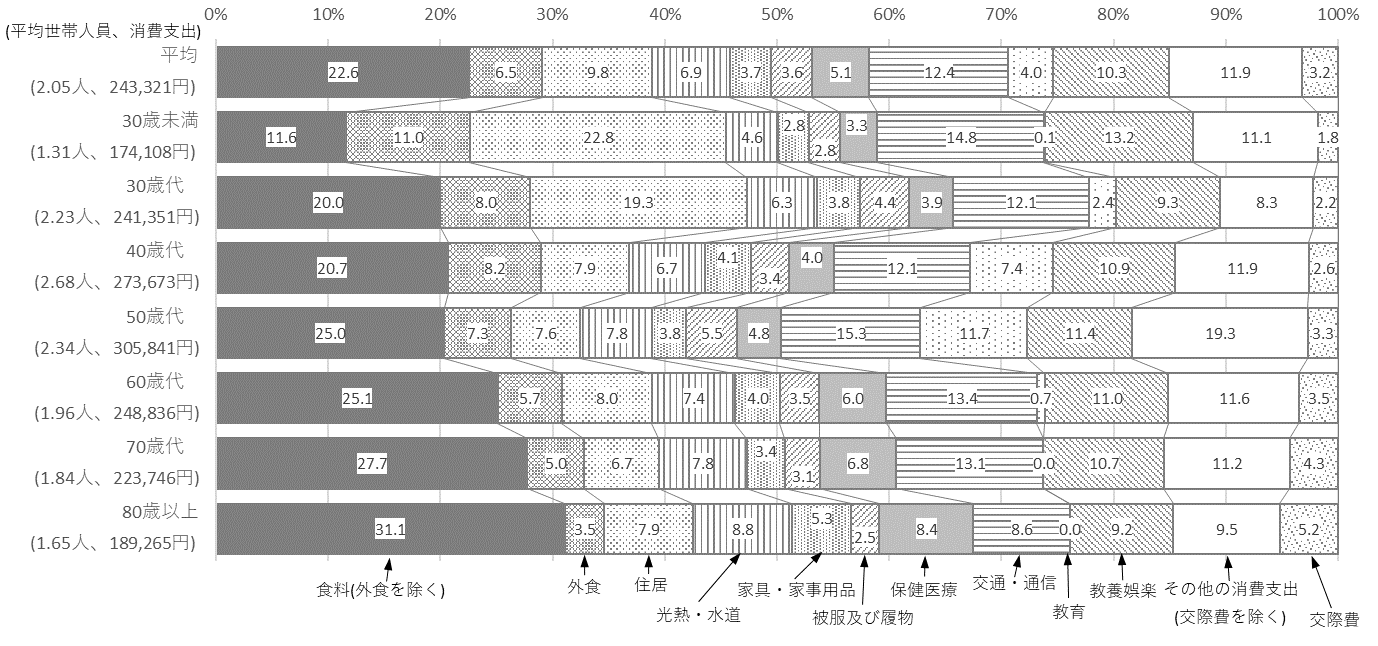 0% 10% 20% 30% 40% 50% 60% 70% 80% 90% 100%
(平均世帯人員、消費支出)
平均
(2.05人、243,321円)
22.6 6.5 9.8 6.9 3.7 3.6 5.1 12.4 4.0 10.3 11.9 3.2
30歳未満
(1.31人、174,108円)
11.6 11.0 22.8 4.6 2.8 2.8 3.3 14.8 0.1 13.2 11.1 1.8
30歳代
(2.23人、241,351円)
20.0 8.0 19.3 6.3 3.8 4.4 3.9 12.1 2.4 9.3 8.3 2.2
40歳代
(2.68人、273,673円)
20.7 8.2 7.9 6.7 4.1 3.4 4.0 12.1 7.4 10.9 11.9 2.6
50歳代
(2.34人、305,841円)
25.0 7.3 7.6 7.8 3.8 5.5 4.8 15.3 11.7 11.4 19.3 3.3
60歳代
(1.96人、248,836円)
25.1 5.7 8.0 7.4 4.0 3.5 6.0 13.4 0.7 11.0 11.6 3.5
70歳代
(1.84人、223,746円)
27.7 5.0 6.7 7.8 3.4 3.1 6.8 13.1 0.0 10.7 11.2 4.3
80歳以上
(1.65人、189,265円)
31.1 3.5 7.9 8.8 5.3 2.5 8.4 8.6 0.0 9.2 9.5 5.2
食料(外食を除く)
外食
住居
光熱・水道
家具・家事用品
被服及び履物
保健医療
交通・通信
教育
教養娯楽
その他の消費支出
(交際費を除く)
交際費